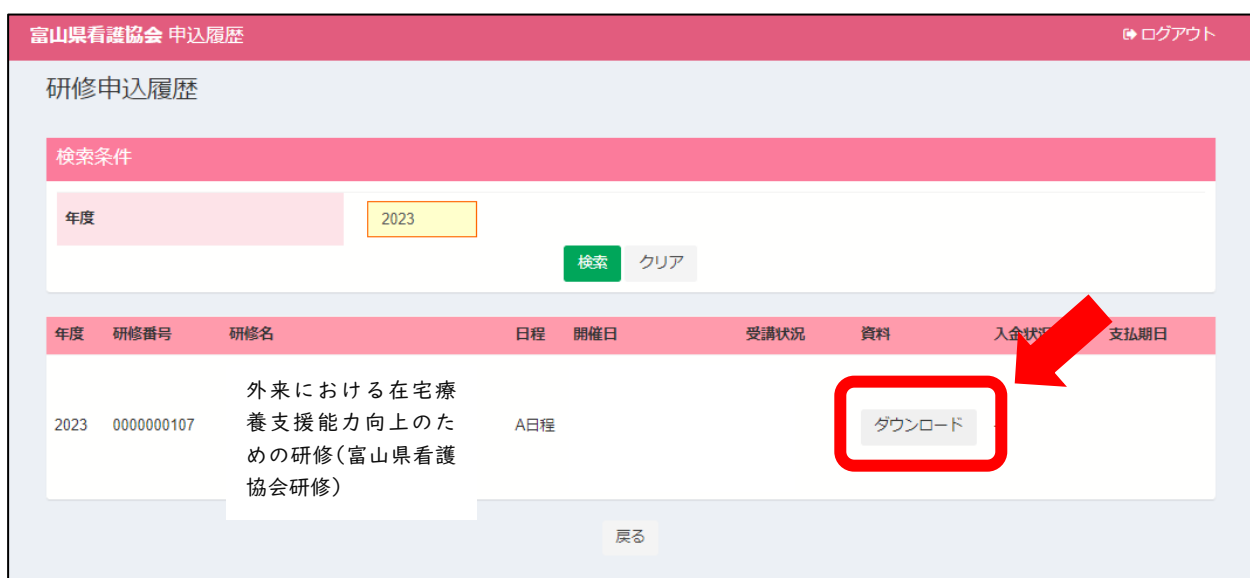 富山県看護協会 申込履歴 ログアウト
研修申込履歴
検索条件
年度 2023
検索 クリア
年度 研修番号 研修名 日程 開催日 受講状況 資料 入金状況 支払期日
2023 0000000107 A日程 ダウンロード
外来における在宅療
養支援能力向上のた
めの研修(富山県看護
協会研修)
戻る